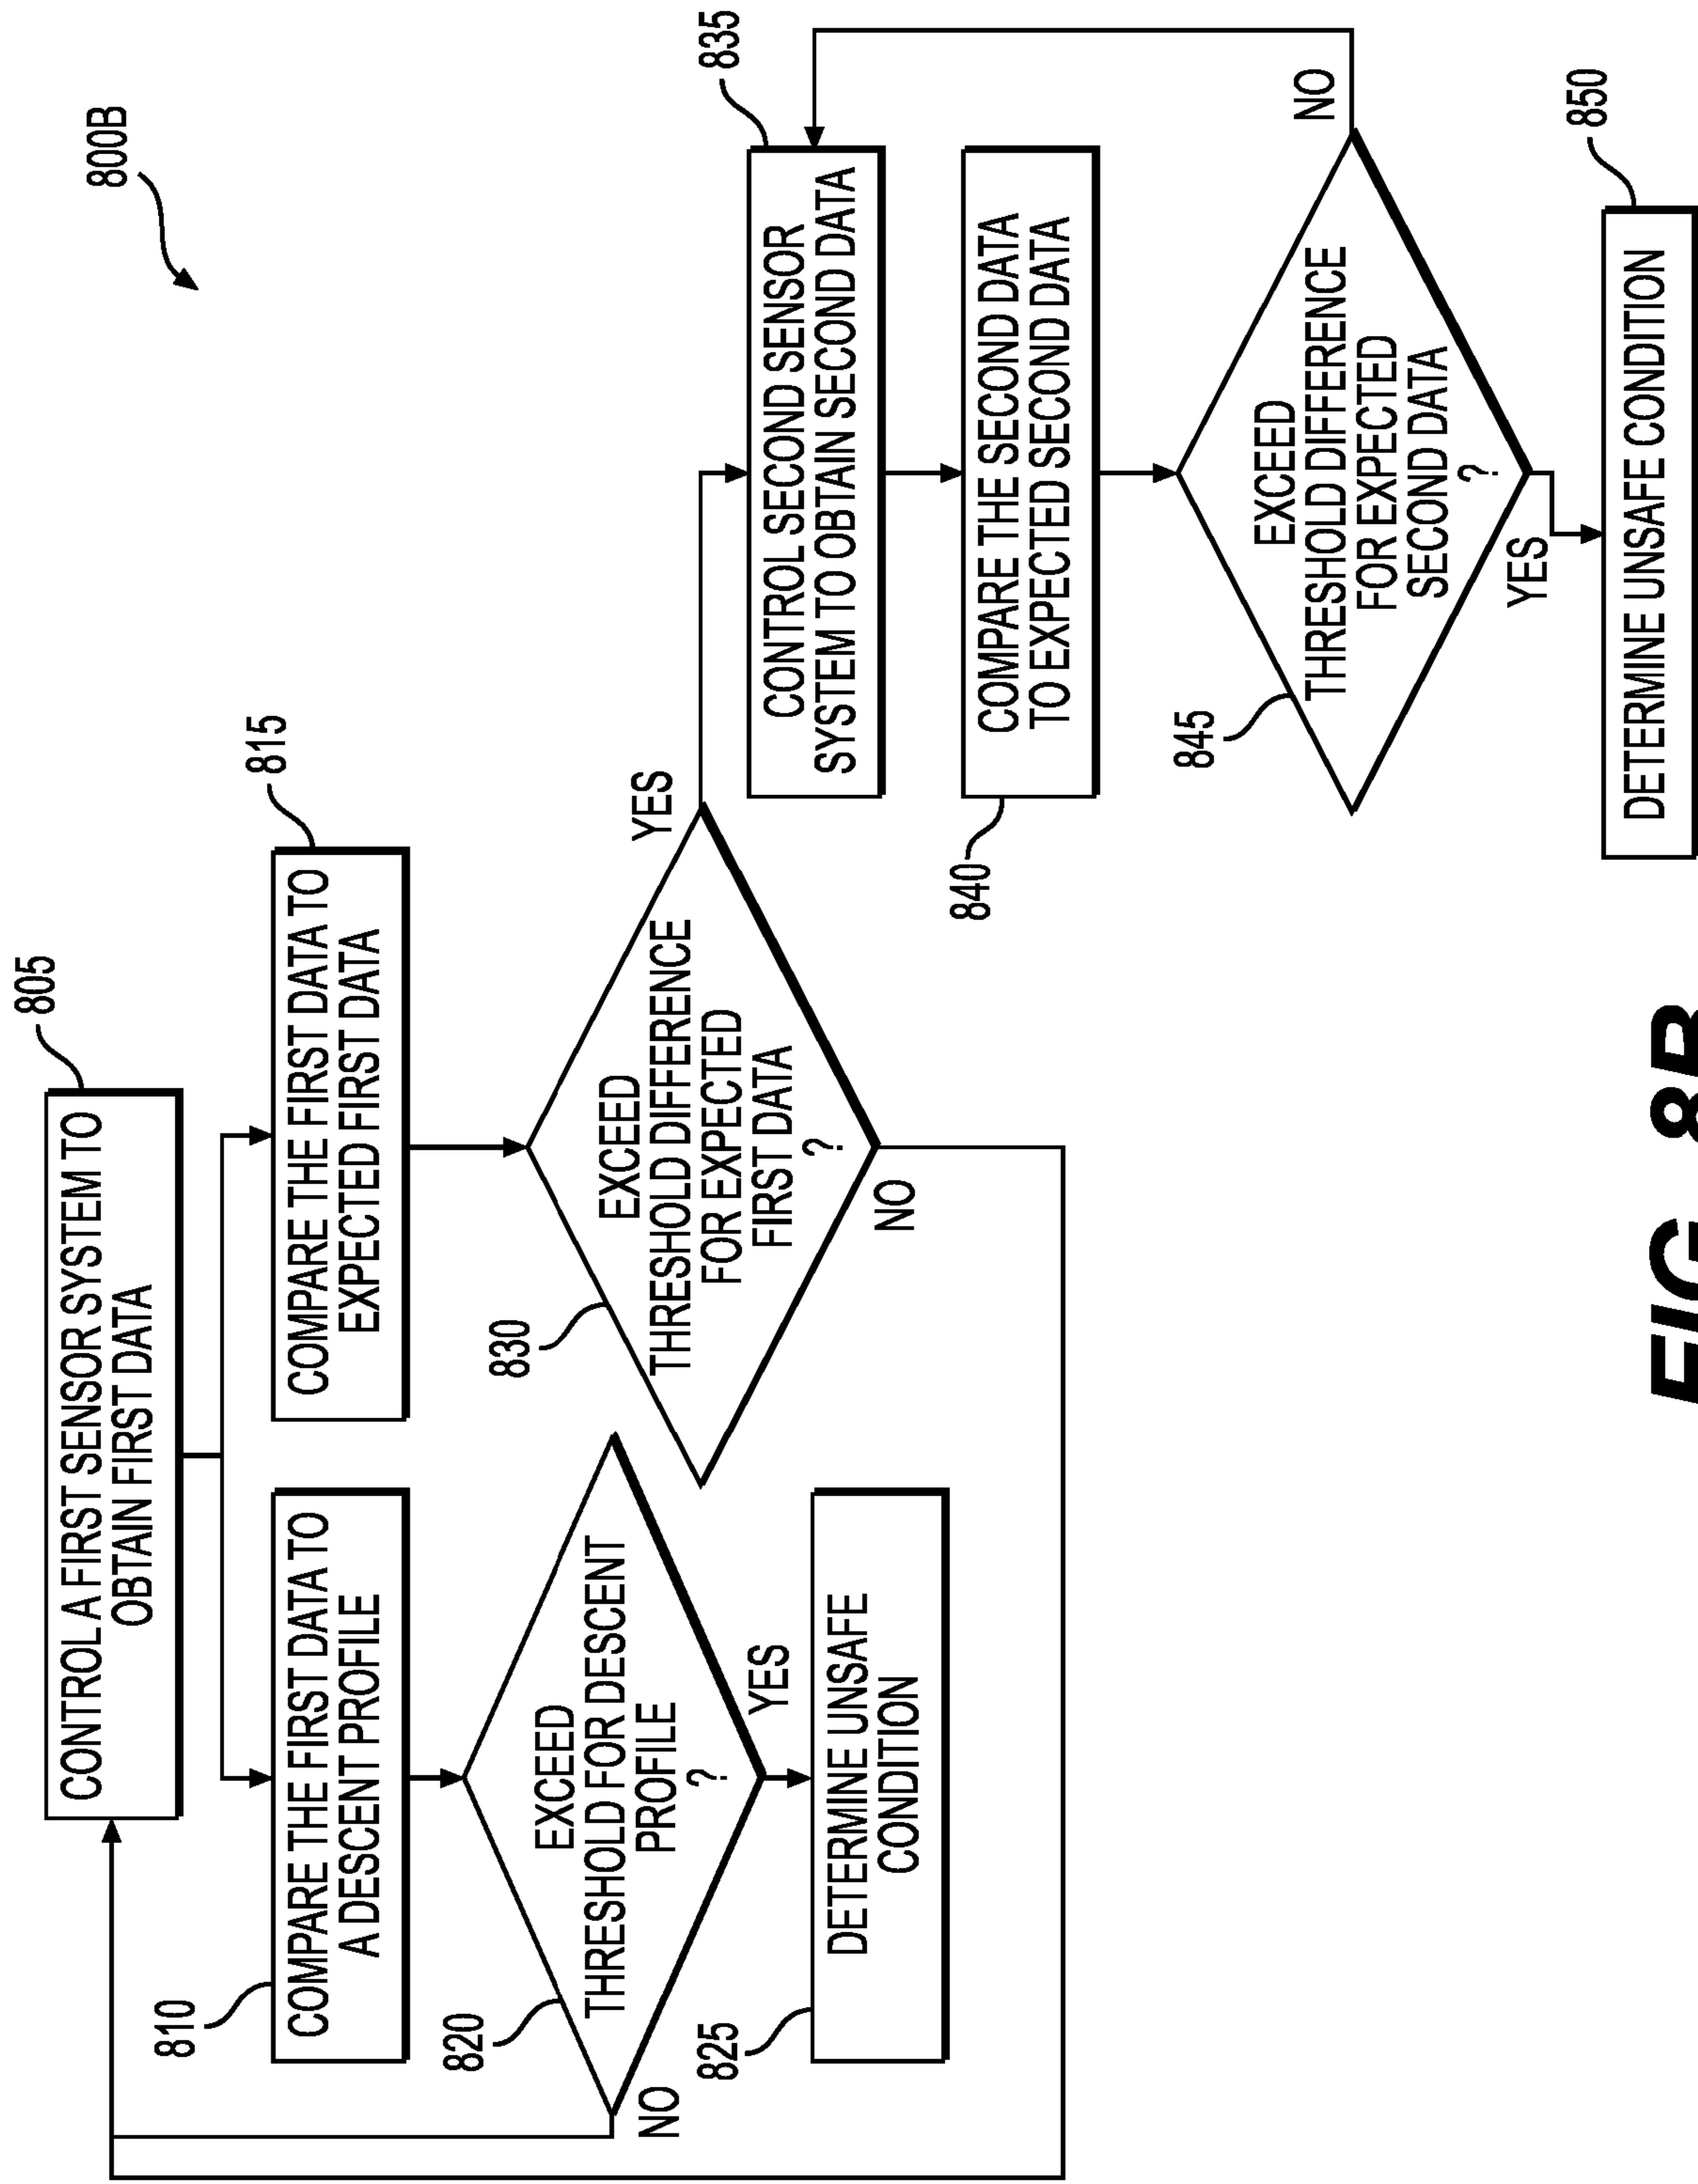 800B
805
CONTROL A FIRST SENSOR SYSTEM TO
OBTAIN FIRST DATA
810
COMPARE THE FIRST DATA TO
A DESCENT PROFILE
815
COMPARE THE FIRST DATA TO
EXPECTED FIRST DATA
820
EXCEED
THRESHOLD FOR DESCENT
PROFILE
?
NO
YES
825
DETERMINE UNSAFE
CONDITION
830
EXCEED
THRESHOLD DIFFERENCE
FOR EXPECTED
FIRST DATA
?
YES
NO
835
CONTROL SECOND SENSOR
SYSTEM TO OBTAIN SECOND DATA
840
COMPARE THE SECOND DATA
TO EXPECTED SECOND DATA
845
EXCEED
THRESHOLD DIFFERENCE
FOR EXPECTED
SECOND DATA
?
NO
YES
850
DETERMINE UNSAFE CONDITION
FIG. 8B